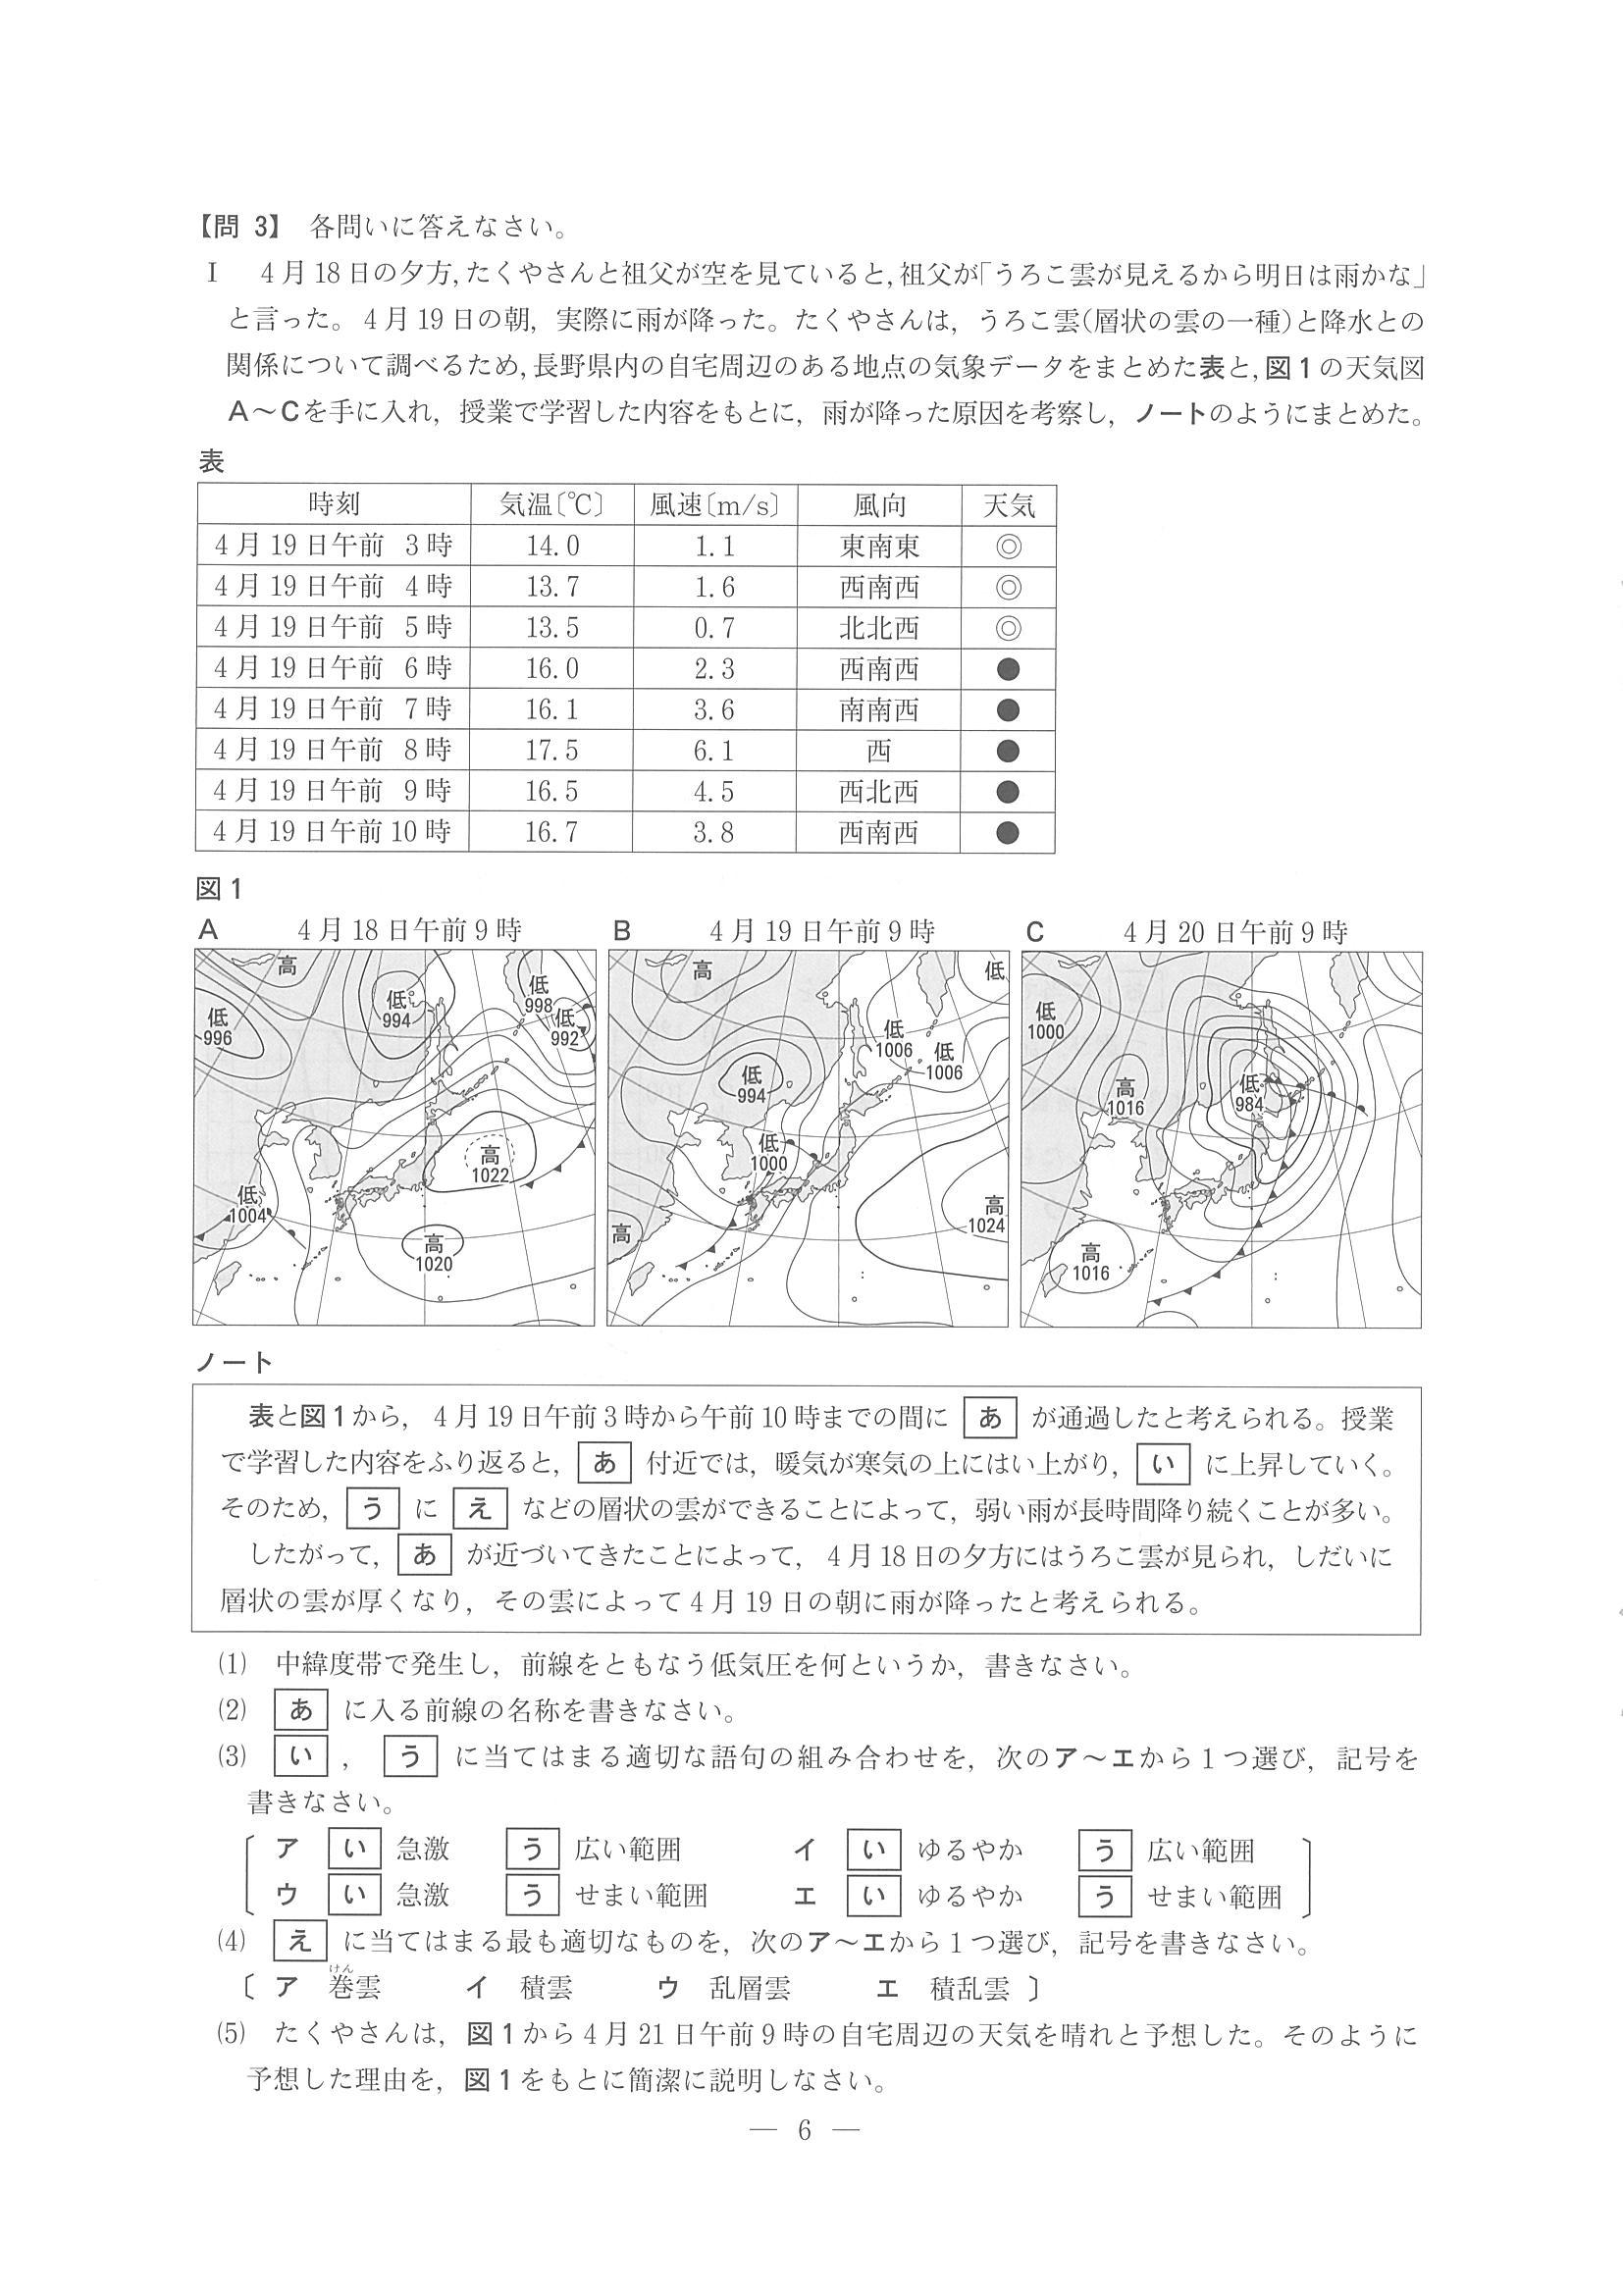 【問 3】 各問いに答えなさい。
Ⅰ 4月18日の夕方,たくやさんと祖父が空を見ていると,祖父が「うろこ雲が見えるから明日は雨かな」
と言った。4月19日の朝,実際に雨が降った。たくやさんは,うろこ雲(層状の雲の一種)と降水との
関係について調べるため,長野県内の自宅周辺のある地点の気象データをまとめた表と,図1の天気図
A～Cを手に入れ,授業で学習した内容をもとに,雨が降った原因を考察し,ノートのようにまとめた。
表
時刻 気温〔℃〕 風速〔m/s〕 風向 天気
4月19日午前 3時 14.0 1.1 東南東 ◎
4月19日午前 4時 13.7 1.6 西南西 ◎
4月19日午前 5時 13.5 0.7 北北西 ◎
4月19日午前 6時 16.0 2.3 西南西 ●
4月19日午前 7時 16.1 3.6 南南西 ●
4月19日午前 8時 17.5 6.1 西 ●
4月19日午前 9時 16.5 4.5 西北西 ●
4月19日午前10時 16.7 3.8 西南西 ●
図1
A 4月18日午前9時
高
低
996
低
994
低
998
低
992
高
1022
低
1004
高
1020
B 4月19日午前9時
高
低
低
1006
低
1006
低
994
低
1000
高
高
1024
C 4月20日午前9時
低
1000
高
1016
低
984
高
1016
ノート
表と図1から,4月19日午前3時から午前10時までの間に あ が通過したと考えられる。授業
で学習した内容をふり返ると, あ 付近では,暖気が寒気の上にはい上がり, い に上昇していく。
そのため, う に え などの層状の雲ができることによって,弱い雨が長時間降り続くことが多い。
したがって, あ が近づいてきたことによって,4月18日の夕方にはうろこ雲が見られ,しだいに
層状の雲が厚くなり,その雲によって4月19日の朝に雨が降ったと考えられる。
(1) 中緯度帯で発生し,前線をともなう低気圧を何というか,書きなさい。
(2) あ に入る前線の名称を書きなさい。
(3) い , う に当てはまる適切な語句の組み合わせを,次のア～エから1つ選び,記号を
書きなさい。
ア い 急激 う 広い範囲 イ い ゆるやか う 広い範囲
ウ い 急激 う せまい範囲 エ い ゆるやか う せまい範囲
(4) え に当てはまる最も適切なものを,次のア～エから1つ選び,記号を書きなさい。
けん
〔 ア 巻雲 イ 積雲 ウ 乱層雲 エ 積乱雲 〕
(5) たくやさんは,図1から4月21日午前9時の自宅周辺の天気を晴れと予想した。そのように
予想した理由を,図1をもとに簡潔に説明しなさい。
— 6 —